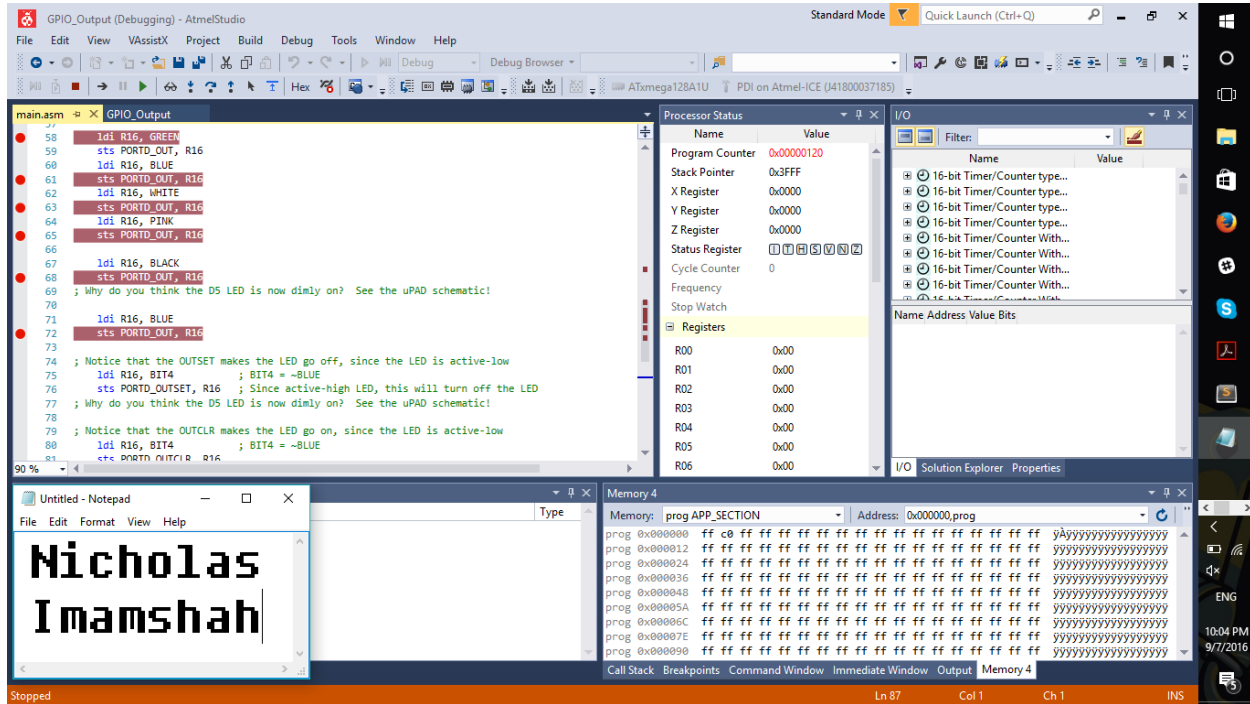 GPIO_Output (Debugging) - AtmelStudio
Standard Mode
Quick Launch (Ctrl+Q)
File Edit View VAssistX Project Build Debug Tools Window Help
Debug
Debug Browser
Hex
ATxmega128A1U
PDI on Atmel-ICE (J41800037185)
main.asm
GPIO_Output
58 ldi R16, GREEN
59 sts PORTD_OUT, R16
60 ldi R16, BLUE
61 sts PORTD_OUT, R16
62 ldi R16, WHITE
63 sts PORTD_OUT, R16
64 ldi R16, PINK
65 sts PORTD_OUT, R16
66
67 ldi R16, BLACK
68 sts PORTD_OUT, R16
69 ; Why do you think the D5 LED is now dimly on? See the uPAD schematic!
70
71 ldi R16, BLUE
72 sts PORTD_OUT, R16
73
74 ; Notice that the OUTSET makes the LED go off, since the LED is active-low
75 ldi R16, BIT4 ; BIT4 = ~BLUE
76 sts PORTD_OUTSET, R16 ; Since active-high LED, this will turn off the LED
77 ; Why do you think the D5 LED is now dimly on? See the uPAD schematic!
78
79 ; Notice that the OUTCLR makes the LED go on, since the LED is active-low
80 ldi R16, BIT4 ; BIT4 = ~BLUE
81 sts PORTD_OUTCLR, R16
90 %
Processor Status
Name Value
Program Counter 0x00000120
Stack Pointer 0x3FFF
X Register 0x0000
Y Register 0x0000
Z Register 0x0000
Status Register I T H S V N Z
Cycle Counter 0
Frequency
Stop Watch
Registers
R00 0x00
R01 0x00
R02 0x00
R03 0x00
R04 0x00
R05 0x00
R06 0x00
I/O
Filter:
Name Value
16-bit Timer/Counter type...
16-bit Timer/Counter type...
16-bit Timer/Counter type...
16-bit Timer/Counter type...
16-bit Timer/Counter With...
16-bit Timer/Counter With...
16-bit Timer/Counter With...
16-bit Timer/Counter With...
Name Address Value Bits
I/O Solution Explorer Properties
Untitled - Notepad
File Edit Format View Help
Nicholas
Imamshah
Type
Memory 4
Memory: prog APP_SECTION
Address: 0x000000,prog
prog 0x000000 ff c0 ff ff ff ff ff ff ff ff ff ff ff ff ff ff ff ff ÿÀÿÿÿÿÿÿÿÿÿÿÿÿÿÿÿÿ
prog 0x000012 ff ff ff ff ff ff ff ff ff ff ff ff ff ff ff ff ff ff ÿÿÿÿÿÿÿÿÿÿÿÿÿÿÿÿÿÿ
prog 0x000024 ff ff ff ff ff ff ff ff ff ff ff ff ff ff ff ff ff ff ÿÿÿÿÿÿÿÿÿÿÿÿÿÿÿÿÿÿ
prog 0x000036 ff ff ff ff ff ff ff ff ff ff ff ff ff ff ff ff ff ff ÿÿÿÿÿÿÿÿÿÿÿÿÿÿÿÿÿÿ
prog 0x000048 ff ff ff ff ff ff ff ff ff ff ff ff ff ff ff ff ff ff ÿÿÿÿÿÿÿÿÿÿÿÿÿÿÿÿÿÿ
prog 0x00005A ff ff ff ff ff ff ff ff ff ff ff ff ff ff ff ff ff ff ÿÿÿÿÿÿÿÿÿÿÿÿÿÿÿÿÿÿ
prog 0x00006C ff ff ff ff ff ff ff ff ff ff ff ff ff ff ff ff ff ff ÿÿÿÿÿÿÿÿÿÿÿÿÿÿÿÿÿÿ
prog 0x00007E ff ff ff ff ff ff ff ff ff ff ff ff ff ff ff ff ff ff ÿÿÿÿÿÿÿÿÿÿÿÿÿÿÿÿÿÿ
prog 0x000090 ff ff ff ff ff ff ff ff ff ff ff ff ff ff ff ff ff ff ÿÿÿÿÿÿÿÿÿÿÿÿÿÿÿÿÿÿ
Call Stack Breakpoints Command Window Immediate Window Output Memory 4
Stopped
Ln 87 Col 1 Ch 1 INS
ENG
10:04 PM
9/7/2016
5